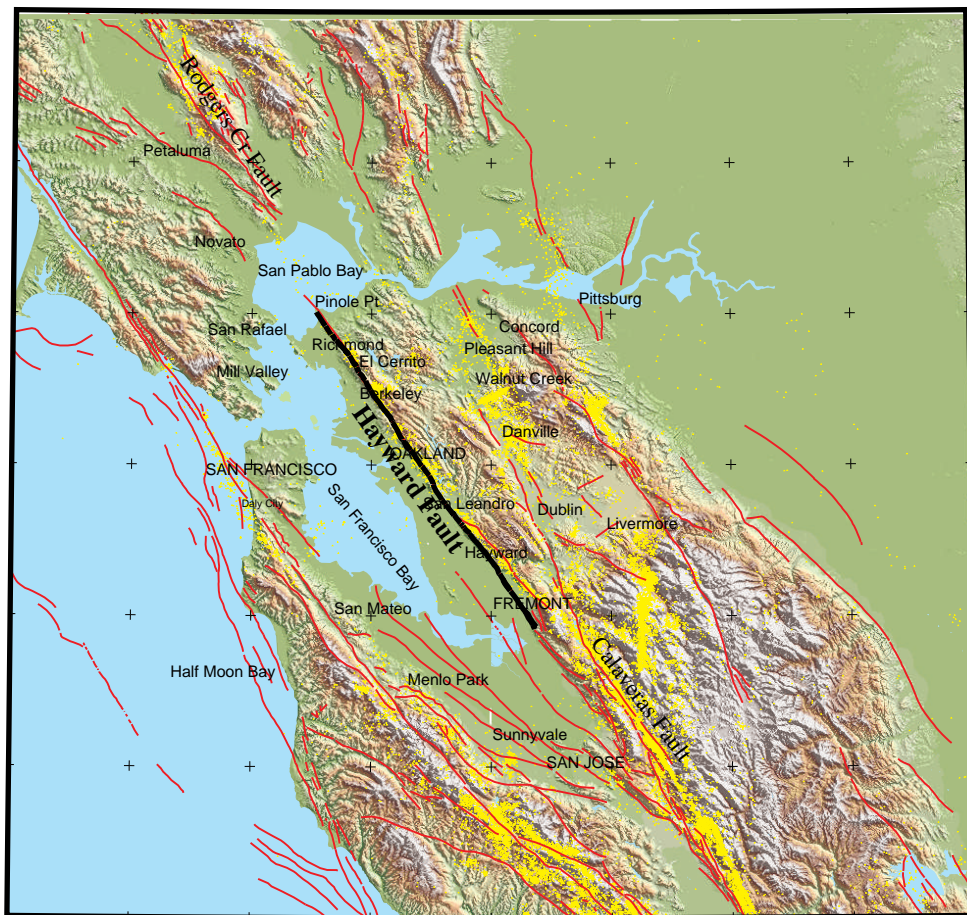 Rodgers Cr Fault
Petaluma
Novato
San Pablo Bay
Pinole Pt.
Pittsburg
San Rafael
Concord
Richmond
Pleasant Hill
El Cerrito
Mill Valley
Walnut Creek
Berkeley
Hayward Fault
Danville
OAKLAND
SAN FRANCISCO
San Francisco Bay
Daly City
San Leandro
Dublin
Livermore
Hayward
San Mateo
FREMONT
Calaveras Fault
Half Moon Bay
Menlo Park
Sunnyvale
SAN JOSE